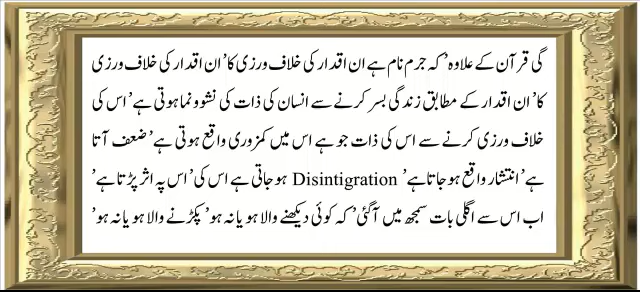 گی قرآن کے علاوہ’ کہ جرم نام ہے ان اقدار کی خلاف ورزی کا’ ان اقدار کی خلاف ورزی
کا’ ان اقدار کے مطابق زندگی بسر کرنے سے انسان کی ذات کی نشوونما ہوتی ہے’ اس کی
خلاف ورزی کرنے سے اس کی ذات جو ہے اس میں کمزوری واقع ہوتی ہے’ ضعف آتا
ہے’ انتشار واقع ہو جاتا ہے’ Disintigration ہو جاتی ہے اس کی’ اس پہ اثر پڑتا ہے’
اب اس سے اگلی بات سمجھ میں آ گئی’ کہ کوئی دیکھنے والا ہو یا نہ ہو’ پکڑنے والا ہو یا نہ ہو’